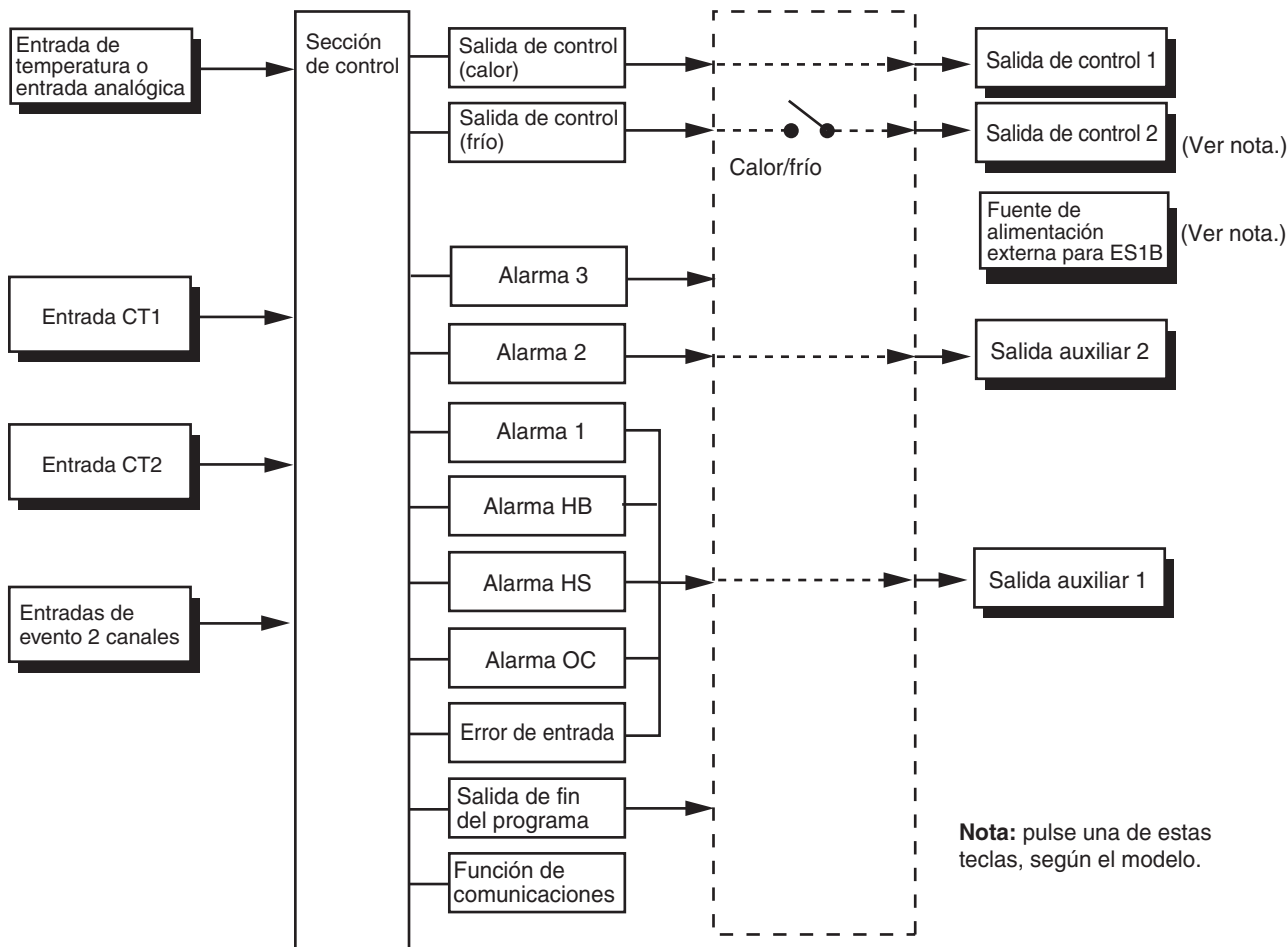 Entrada de
temperatura o
entrada analógica
Entrada CT1
Entrada CT2
Entradas de
evento 2 canales
Sección
de control
Salida de control
(calor)
Salida de control
(frío)
Alarma 3
Alarma 2
Alarma 1
Alarma HB
Alarma HS
Alarma OC
Error de entrada
Salida de fin
del programa
Función de
comunicaciones
Calor/frío
Salida de control 1
Salida de control 2
(Ver nota.)
Fuente de
alimentación
externa para ES1B
(Ver nota.)
Salida auxiliar 2
Salida auxiliar 1
Nota: pulse una de estas
teclas, según el modelo.